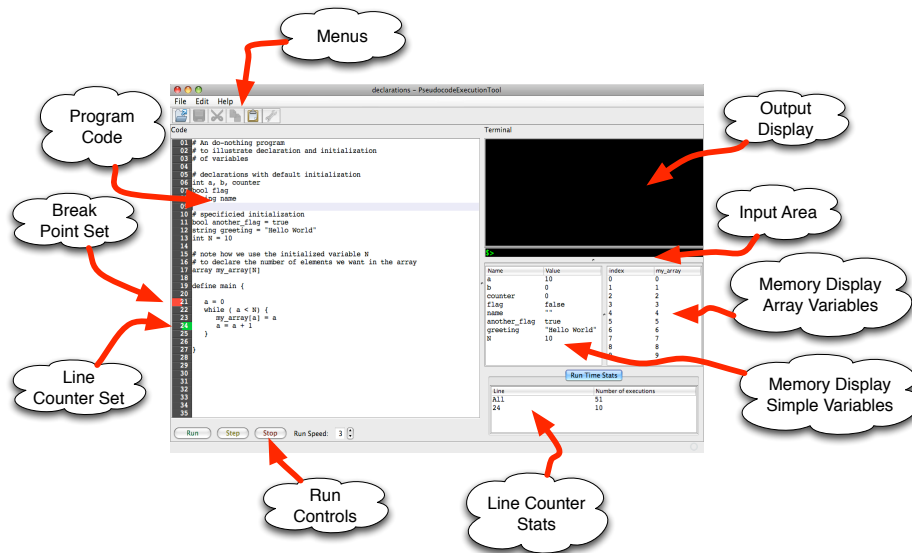 Menus
Program
Code
Break
Point Set
Line
Counter Set
Run
Controls
Line Counter
Stats
Output
Display
Input Area
Memory Display
Array Variables
Memory Display
Simple Variables
declarations - PseudocodeExecutionTool
File Edit Help
Code
01 # An do-nothing program
02 # to illustrate declaration and initialization
03 # of variables
04
05 # declarations with default initialization
06 int a, b, counter
07 bool flag
name
09
10 # specificied initialization
11 bool another_flag = true
12 string greeting = "Hello World"
13 int N = 10
14
15 # note how we use the initialized variable N
16 # to declare the number of elements we want in the array
17 array my_array[N]
18
19 define main {
20
21 a = 0
22 while ( a < N) {
23 my_array[a] = a
24 a = a + 1
25 }
26
27 }
28
29
30
31
32
33
34
35
Run Step Stop Run Speed: 3
Terminal
$>
Name Value
a 10
b 0
counter 0
flag false
name ""
another_flag true
greeting "Hello World"
N 10
index my_array
0 0
1 1
2 2
3 3
4 4
5 5
6 6
7 7
8 8
9
Run Time Stats
Line Number of executions
All 51
24 10